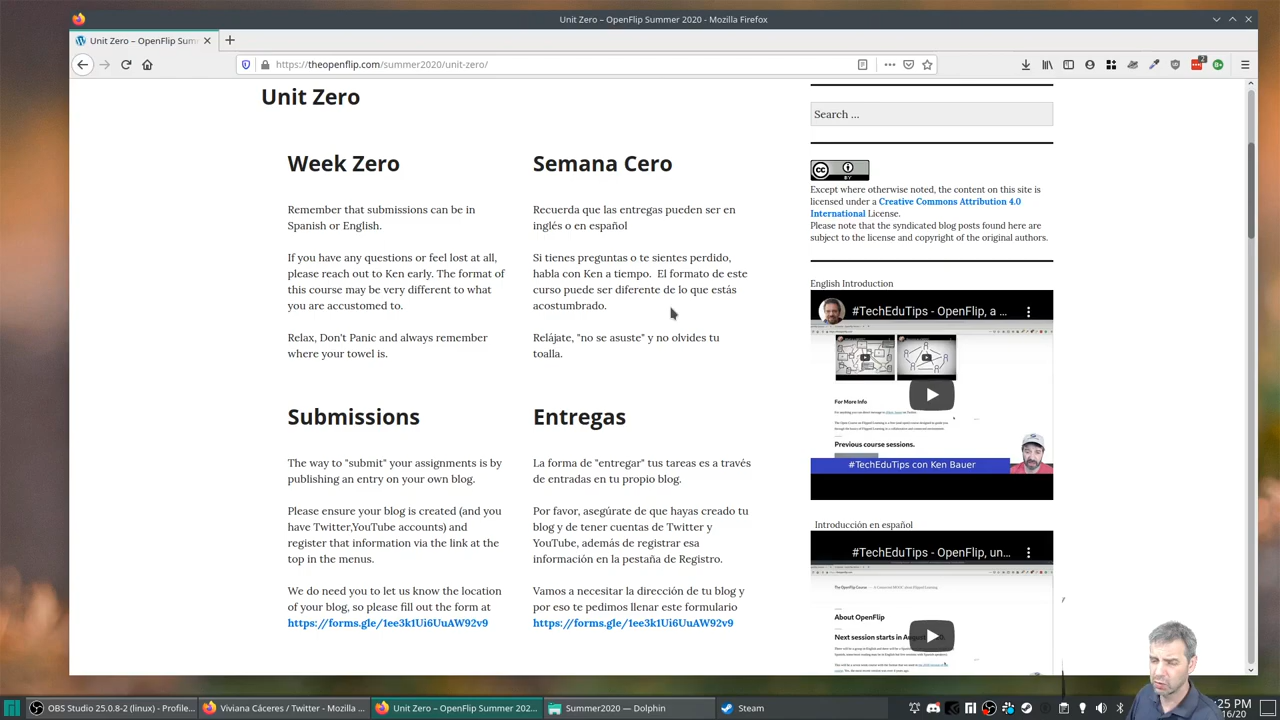 Unit Zero – OpenFlip Summer 2020 - Mozilla Firefox
Unit Zero – OpenFlip Sum
https://theopenflip.com/summer2020/unit-zero/
Unit Zero
Week Zero
Remember that submissions can be in
Spanish or English.
If you have any questions or feel lost at all,
please reach out to Ken early. The format of
this course may be very different to what
you are accustomed to.
Relax, Don't Panic and always remember
where your towel is.
Submissions
The way to "submit" your assignments is by
publishing an entry on your own blog.
Please ensure your blog is created (and you
have Twitter,YouTube accounts) and
register that information via the link at the
top in the menus.
We do need you to let us know the location
of your blog, so please fill out the form at
https://forms.gle/1ee3k1Ui6UuAW92v9
Semana Cero
Recuerda que las entregas pueden ser en
inglés o en español
Si tienes preguntas o te sientes perdido,
habla con Ken a tiempo.  El formato de este
curso puede ser diferente de lo que estás
acostumbrado.
Relájate, "no se asuste" y no olvides tu
toalla.
Entregas
La forma de "entregar" tus tareas es a través
de entradas en tu propio blog.
Por favor, asegúrate de que hayas creado tu
blog y de tener cuentas de Twitter y
YouTube, además de registrar esa
información en la pestaña de Registro.
Vamos a necesitar la dirección de tu blog y
por eso te pedimos llenar este formulario
https://forms.gle/1ee3k1Ui6UuAW92v9
Search …
CC BY
Except where otherwise noted, the content on this site is
licensed under a Creative Commons Attribution 4.0
International License.
Please note that the syndicated blog posts found here are
subject to the license and copyright of the original authors.
English Introduction
#TechEduTips - OpenFlip, a ...
For More Info
Previous course sessions.
#TechEduTips con Ken Bauer
Introducción en español
#TechEduTips - OpenFlip, un...
The OpenFlip Course
About OpenFlip
Next session starts in August
OBS Studio 25.0.8-2 (linux) - Profile...
Viviana Cáceres / Twitter - Mozilla ...
Unit Zero – OpenFlip Summer 202...
Summer2020 — Dolphin
Steam
:25 PM
16/20